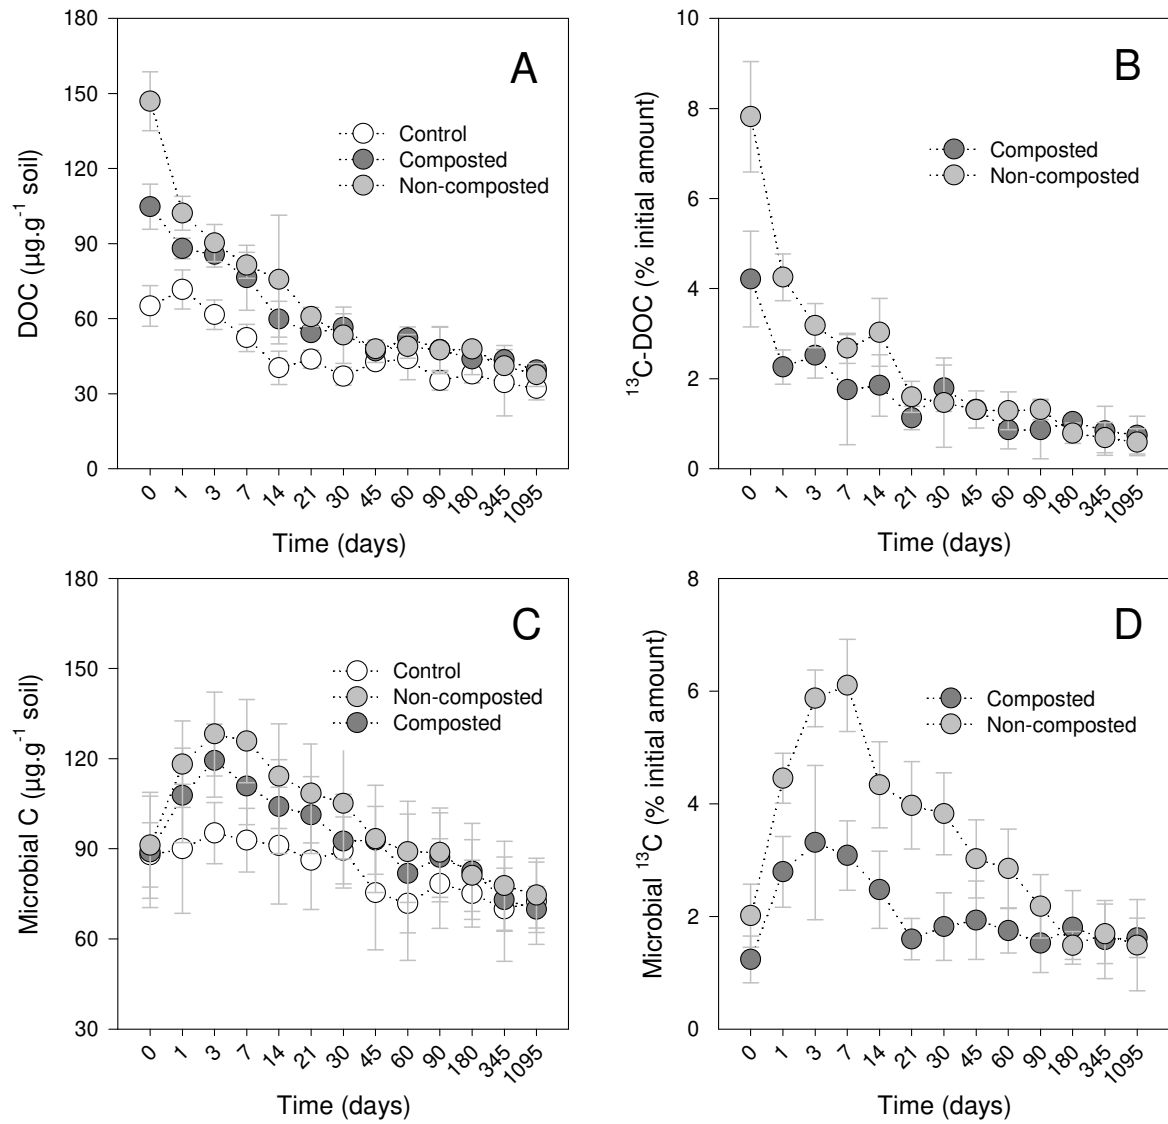 A
DOC (µg.g⁻¹ soil)
180
150
120
90
60
30
0
Control
Composted
Non-composted
0 1 3 7 14 21 30 45 60 90 180 345 1095
Time (days)
B
¹³C-DOC (% initial amount)
10
8
6
4
2
0
Composted
Non-composted
0 1 3 7 14 21 30 45 60 90 180 345 1095
Time (days)
C
Microbial C (µg.g⁻¹ soil)
180
150
120
90
60
30
Control
Non-composted
Composted
0 1 3 7 14 21 30 45 60 90 180 345 1095
Time (days)
D
Microbial ¹³C (% initial amount)
8
6
4
2
0
Composted
Non-composted
0 1 3 7 14 21 30 45 60 90 180 345 1095
Time (days)